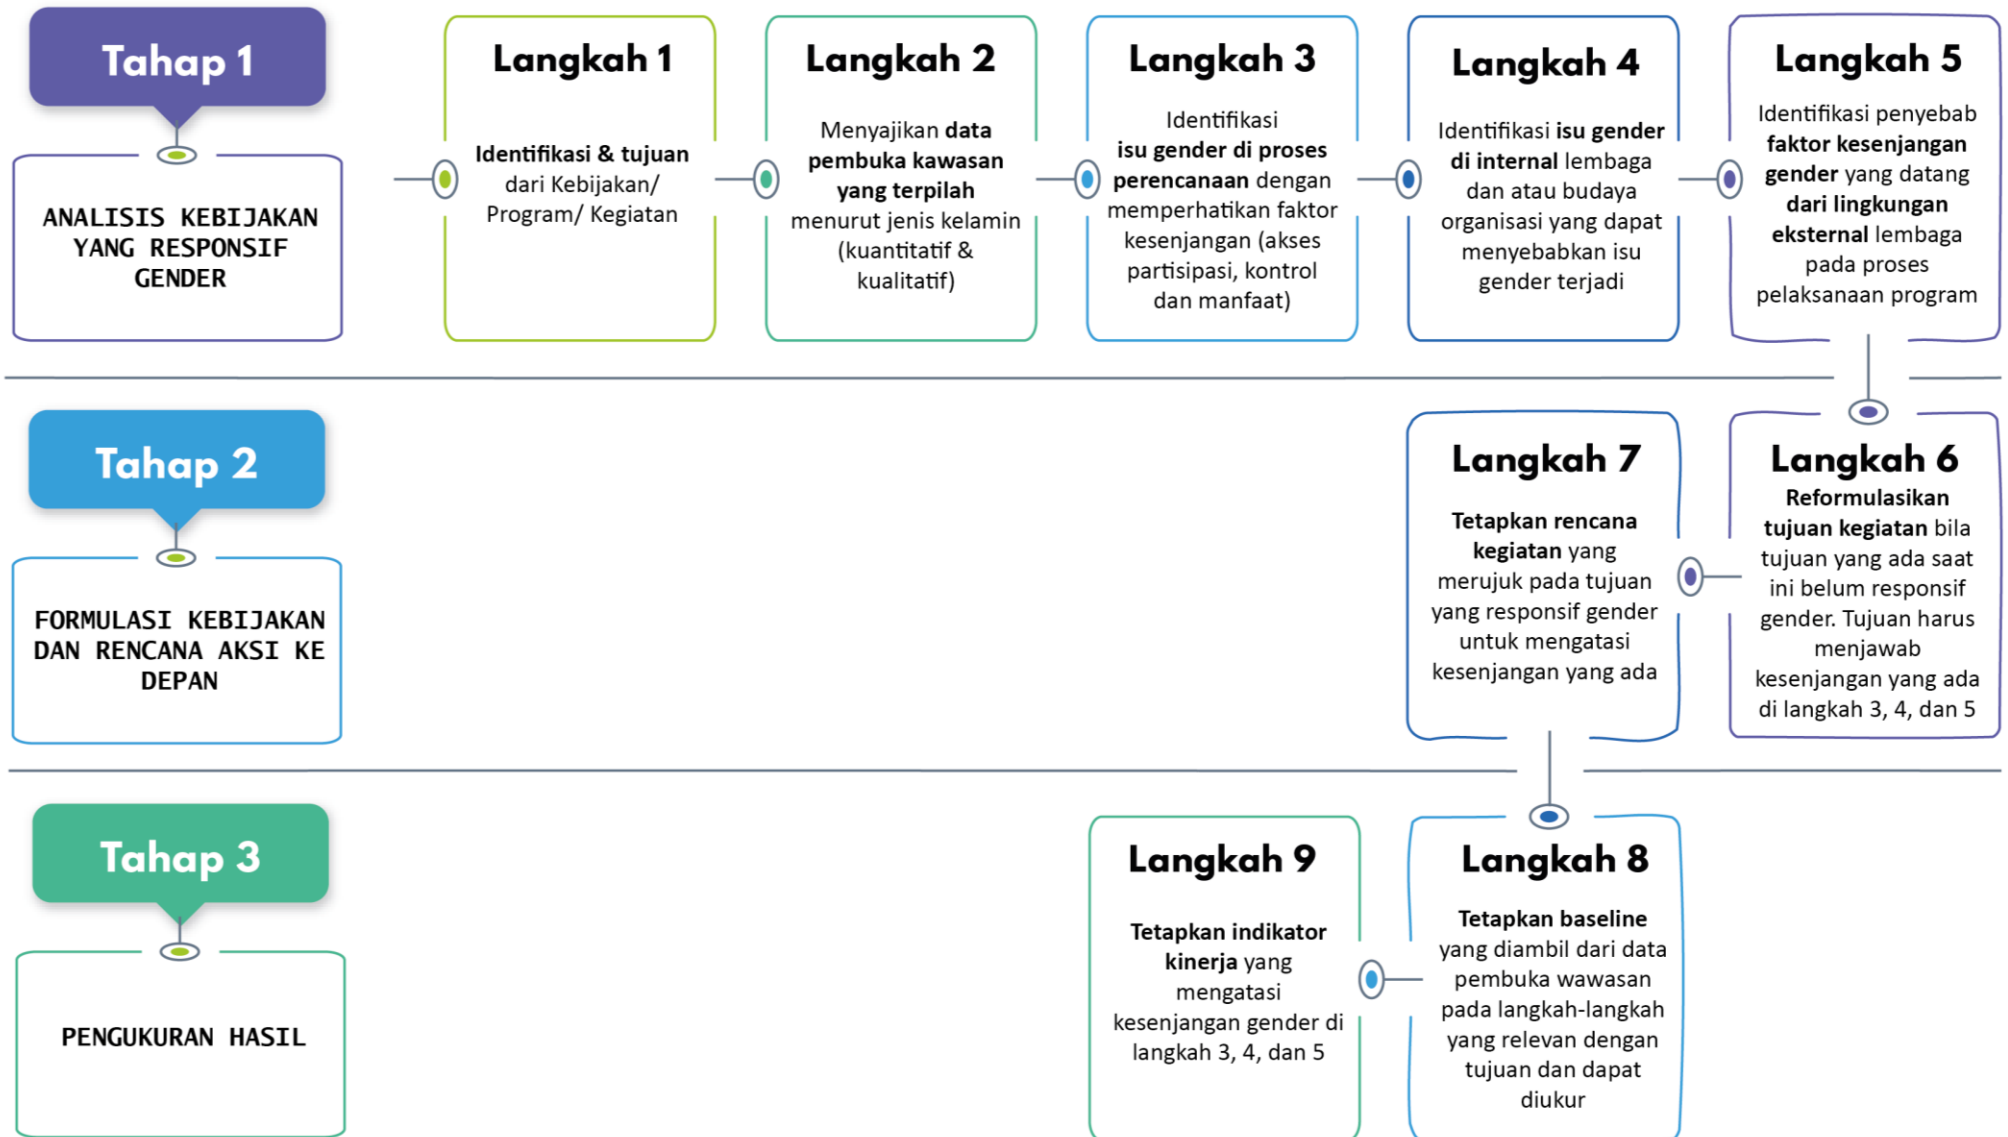 Tahap 1
ANALISIS KEBIJAKAN
YANG RESPONSIF
GENDER
Langkah 1
Identifikasi & tujuan
dari Kebijakan/
Program/ Kegiatan
Langkah 2
Menyajikan data
pembuka kawasan
yang terpilah
menurut jenis kelamin
(kuantitatif &
kualitatif)
Langkah 3
Identifikasi
isu gender di proses
perencanaan dengan
memperhatikan faktor
kesenjangan (akses
partisipasi, kontrol
dan manfaat)
Langkah 4
Identifikasi isu gender
di internal lembaga
dan atau budaya
organisasi yang dapat
menyebabkan isu
gender terjadi
Langkah 5
Identifikasi penyebab
faktor kesenjangan
gender yang datang
dari lingkungan
eksternal lembaga
pada proses
pelaksanaan program
Tahap 2
FORMULASI KEBIJAKAN
DAN RENCANA AKSI KE
DEPAN
Langkah 6
Reformulasikan
tujuan kegiatan bila
tujuan yang ada saat
ini belum responsif
gender. Tujuan harus
menjawab
kesenjangan yang ada
di langkah 3, 4, dan 5
Langkah 7
Tetapkan rencana
kegiatan yang
merujuk pada tujuan
yang responsif gender
untuk mengatasi
kesenjangan yang ada
Tahap 3
PENGUKURAN HASIL
Langkah 8
Tetapkan baseline
yang diambil dari data
pembuka wawasan
pada langkah-langkah
yang relevan dengan
tujuan dan dapat
diukur
Langkah 9
Tetapkan indikator
kinerja yang
mengatasi
kesenjangan gender di
langkah 3, 4, dan 5